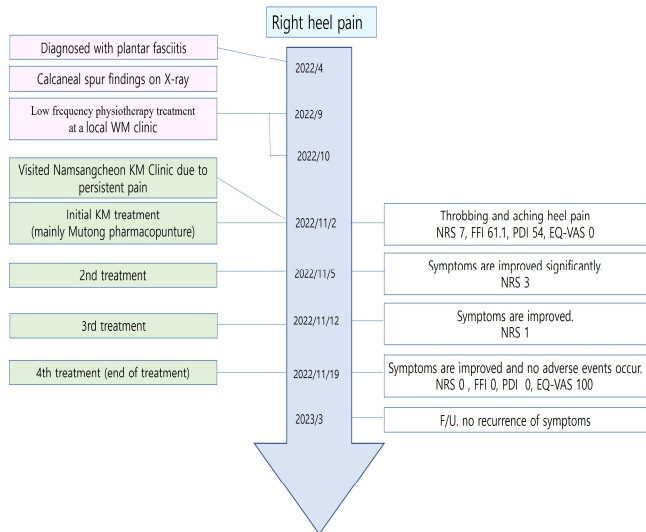 Right heel pain
Diagnosed with plantar fasciitis
Calcaneal spur findings on X-ray
Low frequency physiotherapy treatment
at a local WM clinic
Visited Namsangcheon KM Clinic due to
persistent pain
Initial KM treatment
(mainly Mutong pharmacopunture)
2nd treatment
3rd treatment
4th treatment (end of treatment)
2022/4
2022/9
2022/10
2022/11/2
2022/11/5
2022/11/12
2022/11/19
2023/3
Throbbing and aching heel pain
NRS 7, FFI 61.1, PDI 54, EQ-VAS 0
Symptoms are improved significantly.
NRS 3
Symptoms are improved.
NRS 1
Symptoms are improved and no adverse events occur.
NRS 0 , FFI 0, PDI 0, EQ-VAS 100
F/U. no recurrence of symptoms